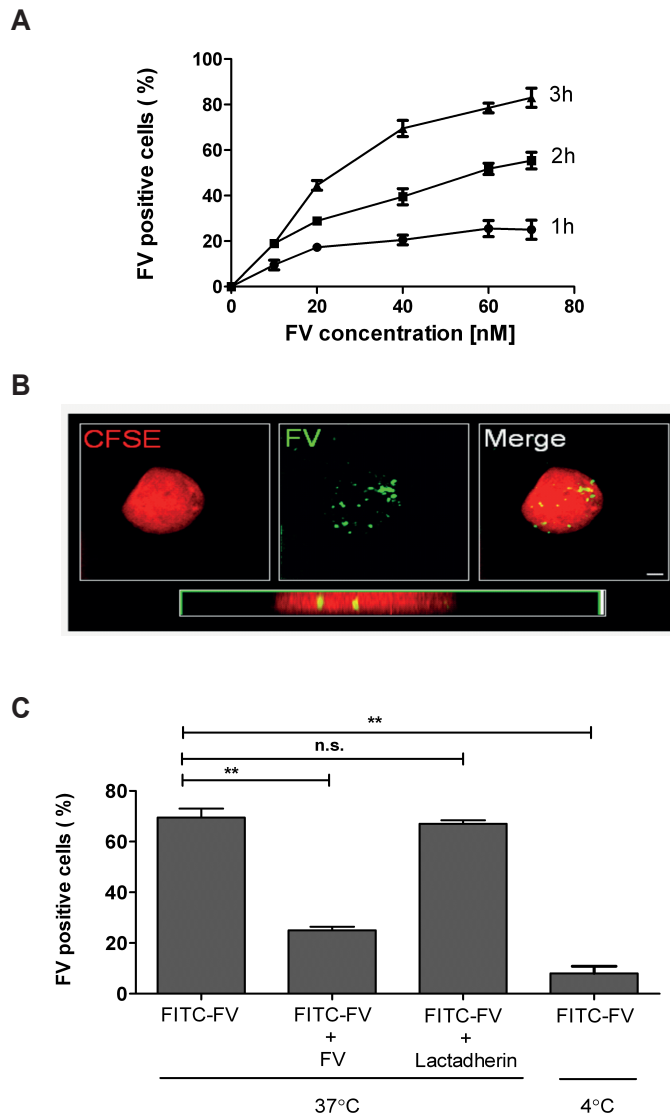 A
100
80
60
40
20
0
FV positive cells ( %)
3h
2h
1h
0 20 40 60 80
FV concentration [nM]
B
CFSE FV Merge
C
**
n.s.
**
80
60
40
20
0
FV positive cells ( %)
FITC-FV FITC-FV FITC-FV FITC-FV
+ +
FV Lactadherin
37°C 4°C